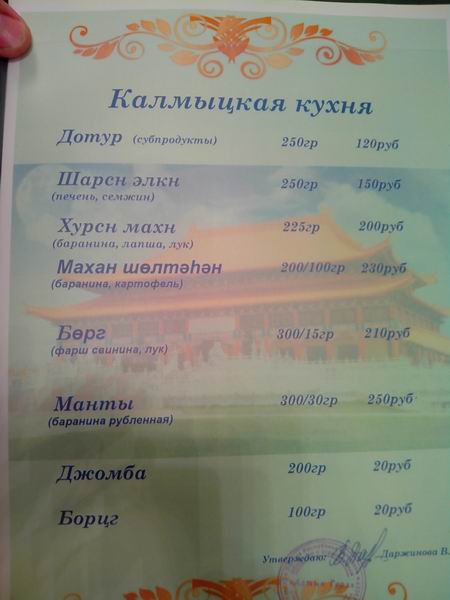 Калмыцкая кухня
Дотур (субпродукты) 250гр 120руб
Шарсн элкн 250гр 150руб
(печень, семжин)
Хурсн махн 225гр 200руб
(баранина, лапша, лук)
Махан шөлтәһән 200/100гр 230руб
(баранина, картофель)
Бөрг 300/15гр 210руб
(фарш свинина, лук)
Манты 300/30гр 250руб
(баранина рубленная)
Джомба 200гр 20руб
Борцг 100гр 20руб
Утверждаю: Даржинова В.